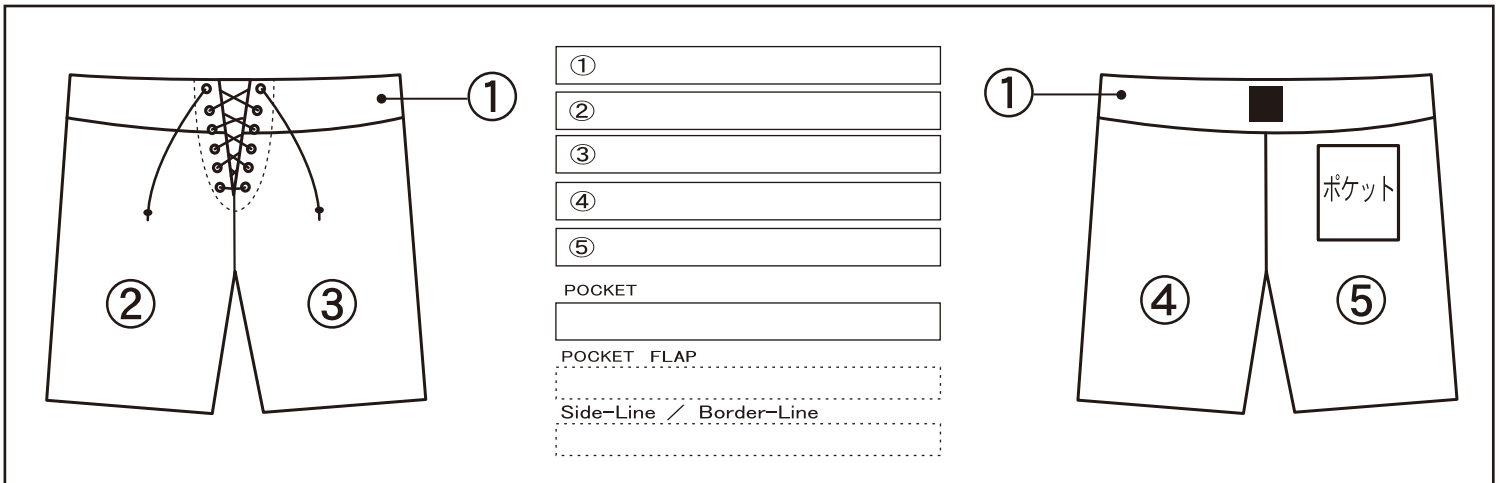 ①
②
③
①
②
③
④
⑤
POCKET
POCKET FLAP
Side-Line ／ Border-Line
①
ポケット
④
⑤